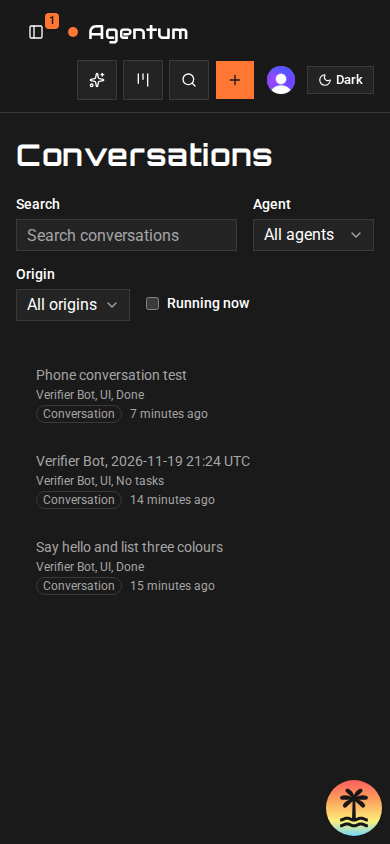 1
Agentum
Dark
Conversations
Search
Agent
Search conversations
All agents
Origin
All origins
Running now
Phone conversation test
Verifier Bot, UI, Done
Conversation 7 minutes ago
Verifier Bot, 2026-11-19 21:24 UTC
Verifier Bot, UI, No tasks
Conversation 14 minutes ago
Say hello and list three colours
Verifier Bot, UI, Done
Conversation 15 minutes ago